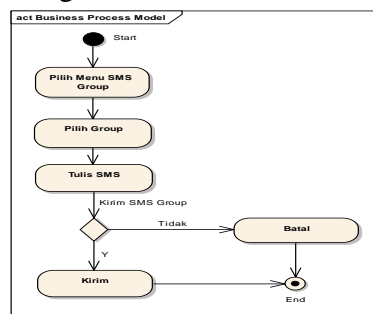 act Business Process Model
Start
Pilih Menu SMS
Group
Pilih Group
Tulis SMS
Kirim SMS Group
Tidak
Batal
Y
Kirim
End